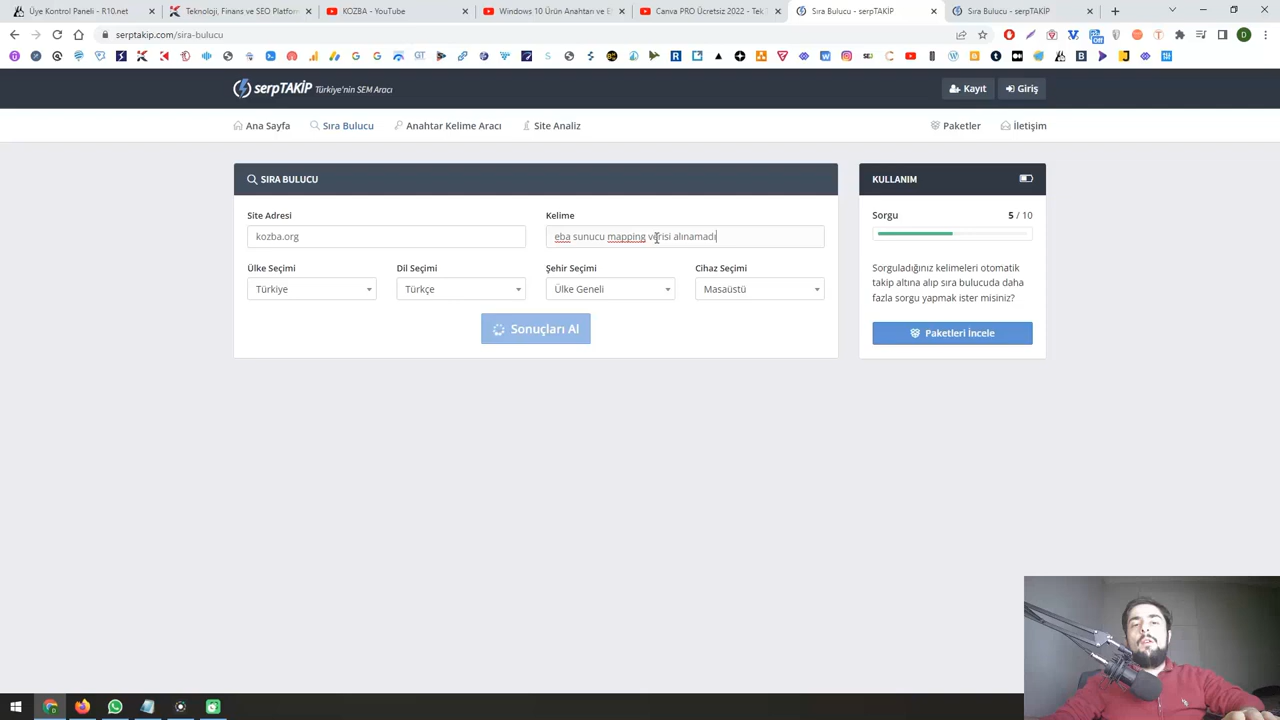 Üye Kontrol Paneli - R10.net
Teknoloji, Finans ve SEO Platform
KOZBA - YouTube
Windows 10 Ürün Anahtarı ve E
Canva PRO Ücretsiz 2022 - Tek
Sıra Bulucu - serpTAKİP
Sıra Bulucu - serpTAKİP
serptakip.com/sira-bulucu
serpTAKİP Türkiye'nin SEM Aracı
Kayıt
Giriş
Ana Sayfa
Sıra Bulucu
Anahtar Kelime Aracı
Site Analiz
Paketler
İletişim
SIRA BULUCU
Site Adresi
Kelime
kozba.org
eba sunucu mapping verisi alınamadı
Ülke Seçimi
Dil Seçimi
Şehir Seçimi
Cihaz Seçimi
Türkiye
Türkçe
Ülke Geneli
Masaüstü
Sonuçları Al
KULLANIM
Sorgu
5 / 10
Sorguladığınız kelimeleri otomatik
takip altına alıp sıra bulucuda daha
fazla sorgu yapmak ister misiniz?
Paketleri İncele